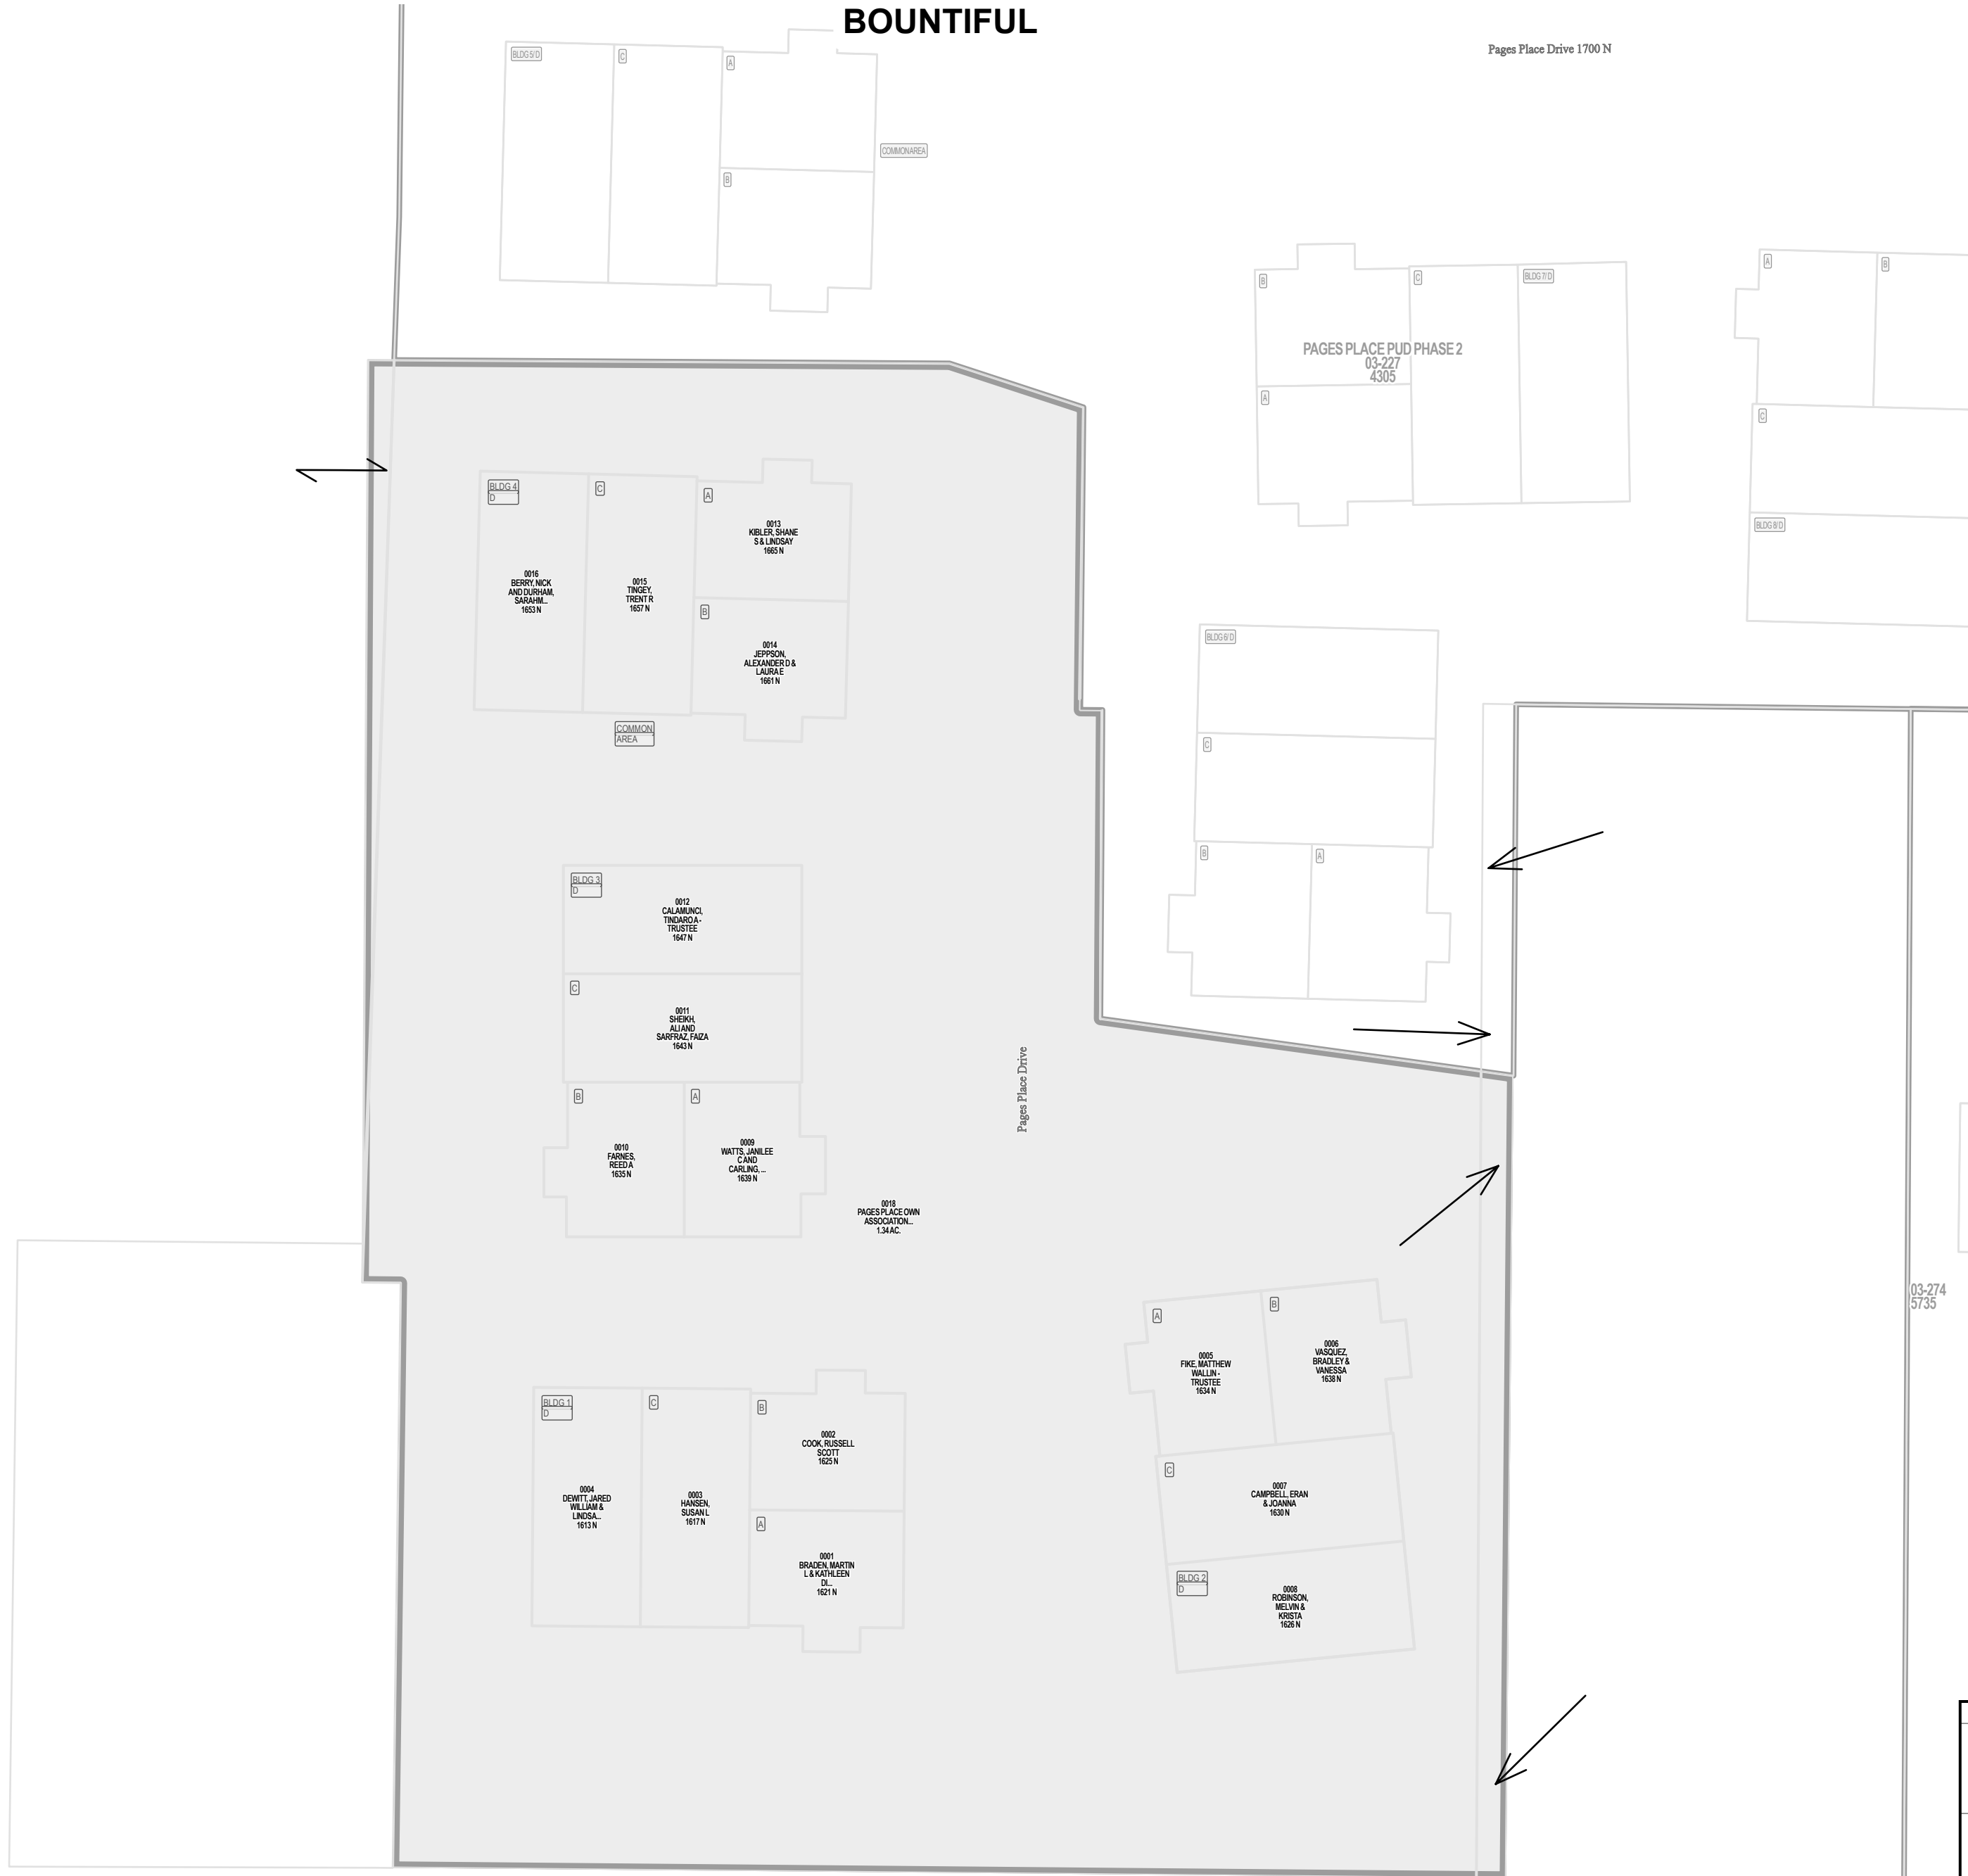 BOUNTIFUL
Pages Place Drive 1700 N
BLDG 5/ D
C
A
COMMON AREA
B
B
C
BLDG 7/ D
A
B
PAGES PLACE PUD PHASE 2
03-227
4305
A
C
BLDG 8/ D
BLDG 4
D
C
A
0013
KIBLER, SHANE
S & LINDSAY
1665 N
0016
BERRY, NICK
AND DURHAM,
SARAHM...
1653 N
0015
TINGEY,
TRENT R
1657 N
B
0014
JEPPSON,
ALEXANDER D &
LAURA E
1661 N
COMMON
AREA
BLDG 6/ D
C
B
A
BLDG 3
D
0012
CALAMUNCI,
TINDARO A -
TRUSTEE
1647 N
C
0011
SHEIKH,
ALI AND
SARFRAZ, FAIZA
1643 N
B
A
0010
FARNES,
REED A
1635 N
0009
WATTS, JANILEE
C AND
CARLING, ...
1639 N
Pages Place Drive
0018
PAGES PLACE OWN
ASSOCIATION...
1.34 AC.
03-274
5735
A
B
0005
FIKE, MATTHEW
WALLIN -
TRUSTEE
1634 N
0006
VASQUEZ,
BRADLEY &
VANESSA
1638 N
BLDG 1
D
C
B
0002
COOK, RUSSELL
SCOTT
1625 N
0004
DEWITT, JARED
WILLIAM &
LINDSA...
1613 N
0003
HANSEN,
SUSAN L
1617 N
A
0001
BRADEN, MARTIN
L & KATHLEEN
DI...
1621 N
C
0007
CAMPBELL, ERAN
& JOANNA
1630 N
BLDG 2
D
0008
ROBINSON,
MELVIN &
KRISTA
1626 N